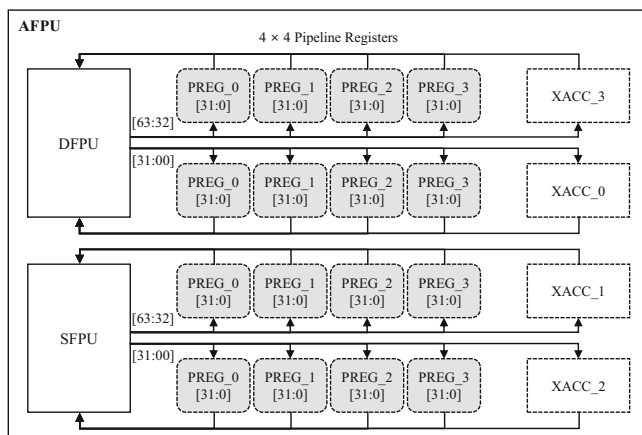 AFPU
4 × 4 Pipeline Registers
PREG_0 PREG_1 PREG_2 PREG_3
[31:0] [31:0] [31:0] [31:0]
XACC_3
[63:32]
DFPU
[31:00]
PREG_0 PREG_1 PREG_2 PREG_3
[31:0] [31:0] [31:0] [31:0]
XACC_0
PREG_0 PREG_1 PREG_2 PREG_3
[31:0] [31:0] [31:0] [31:0]
XACC_1
[63:32]
SFPU
[31:00]
PREG_0 PREG_1 PREG_2 PREG_3
[31:0] [31:0] [31:0] [31:0]
XACC_2